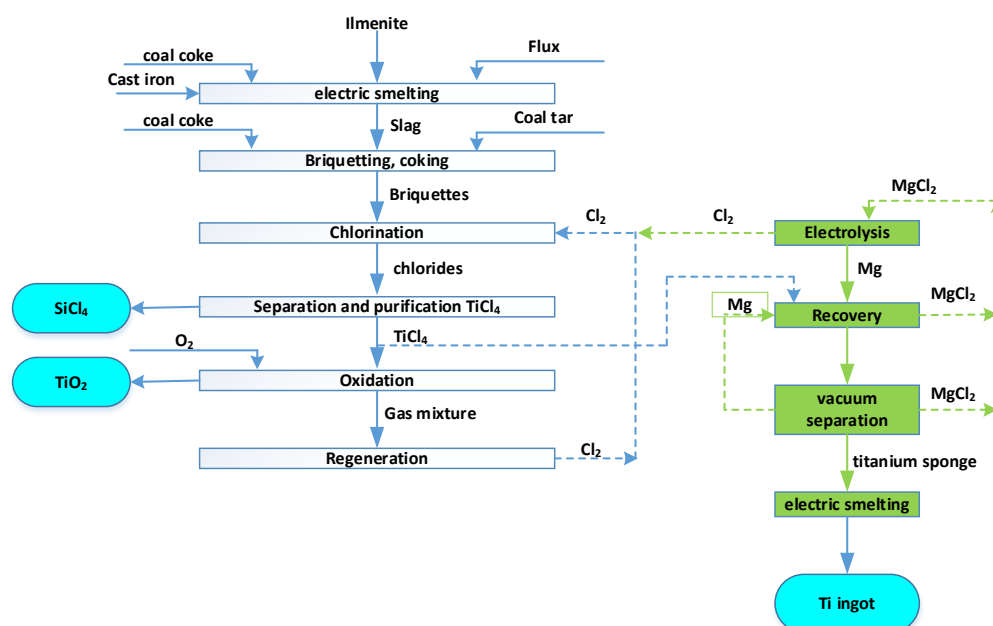 Ilmenite
coal coke
Flux
Cast iron
electric smelting
coal coke
Slag
Coal tar
Briquetting, coking
Briquettes
MgCl₂
Cl₂
Cl₂
Chlorination
Electrolysis
chlorides
Mg
SiCl₄
Separation and purification TiCl₄
Mg
Recovery
MgCl₂
TiCl₄
O₂
TiO₂
Oxidation
MgCl₂
vacuum
separation
Gas mixture
Regeneration
Cl₂
titanium sponge
electric smelting
Ti ingot